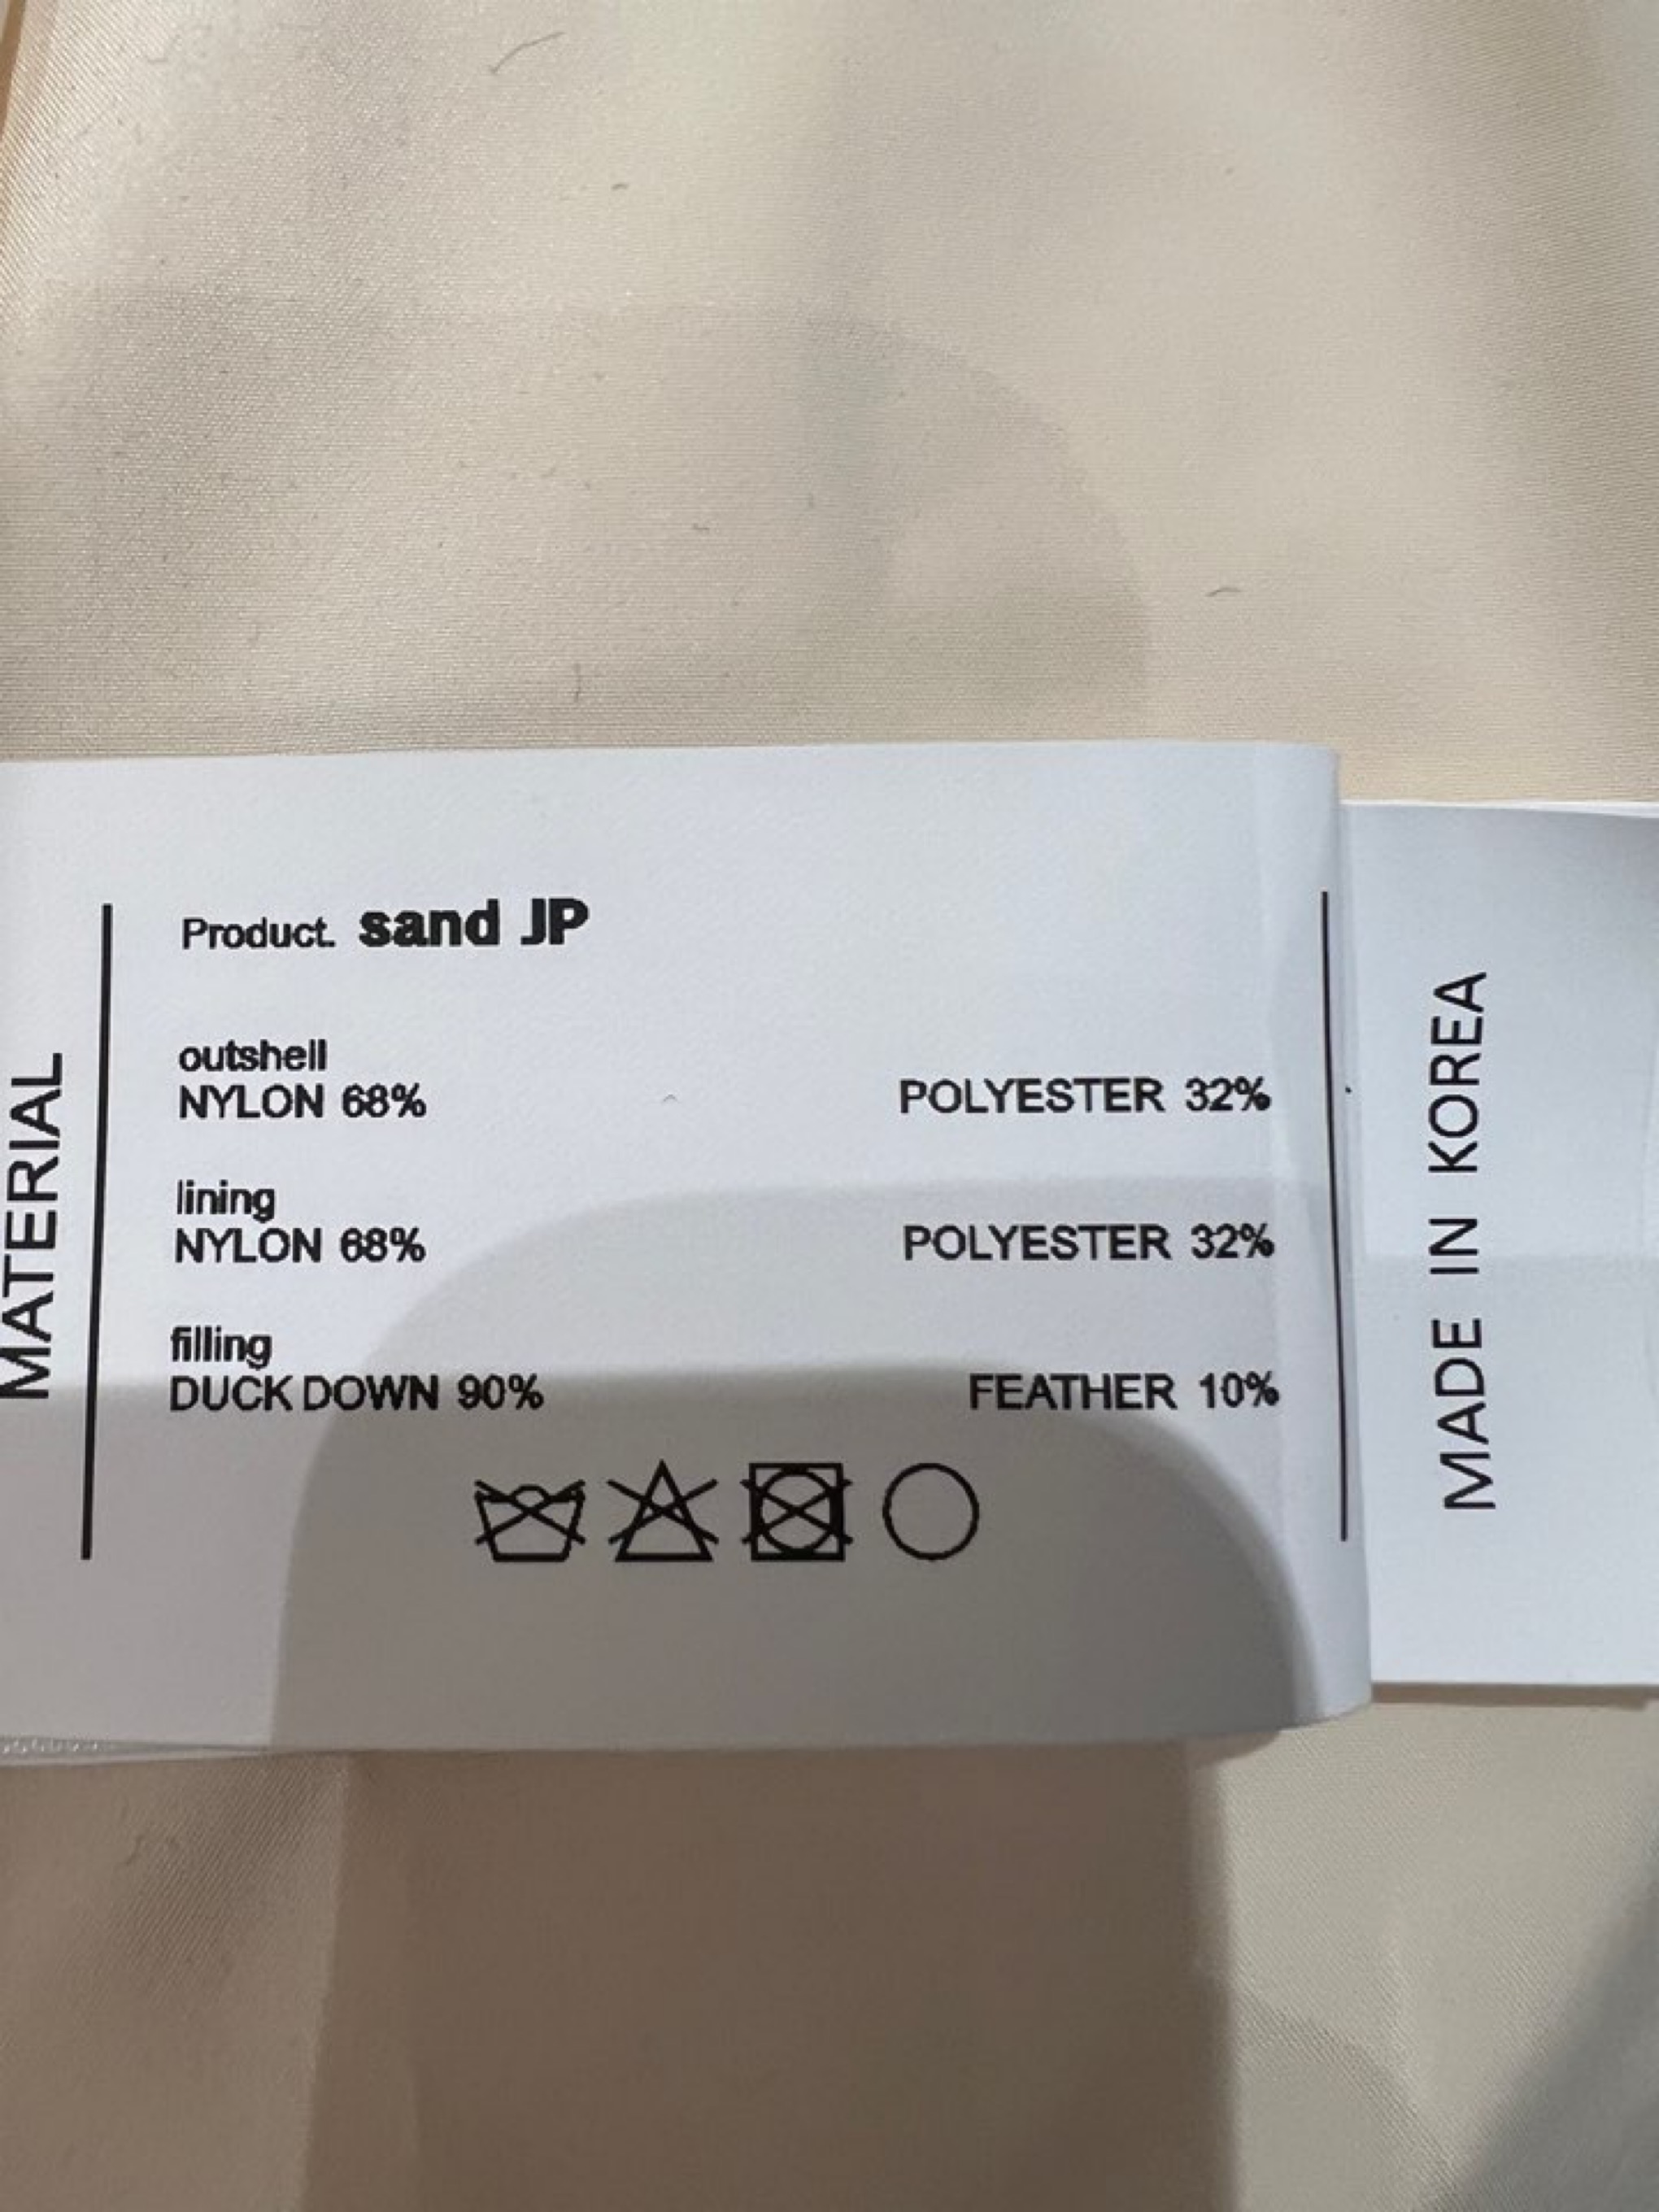 MATERIAL
Product. sand JP
outshell
NYLON 68% POLYESTER 32%
lining
NYLON 68% POLYESTER 32%
filling
DUCK DOWN 90% FEATHER 10%
MADE IN KOREA